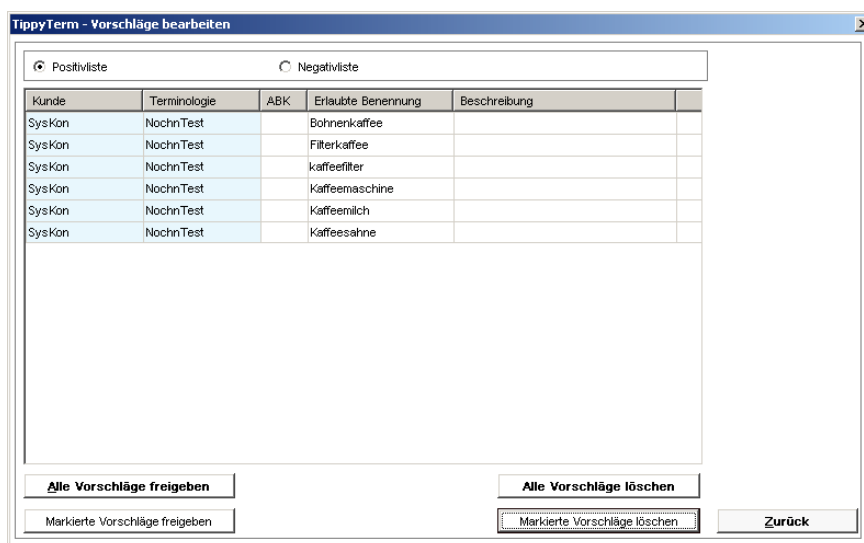 TippyTerm - Vorschläge bearbeiten
Positivliste Negativliste
Kunde Terminologie ABK Erlaubte Benennung Beschreibung
SysKon NochnTest Bohnenkaffee
SysKon NochnTest Filterkaffee
SysKon NochnTest kaffeefilter
SysKon NochnTest Kaffeemaschine
SysKon NochnTest Kaffeemilch
SysKon NochnTest Kaffeesahne
Alle Vorschläge freigeben Alle Vorschläge löschen
Markierte Vorschläge freigeben Markierte Vorschläge löschen Zurück